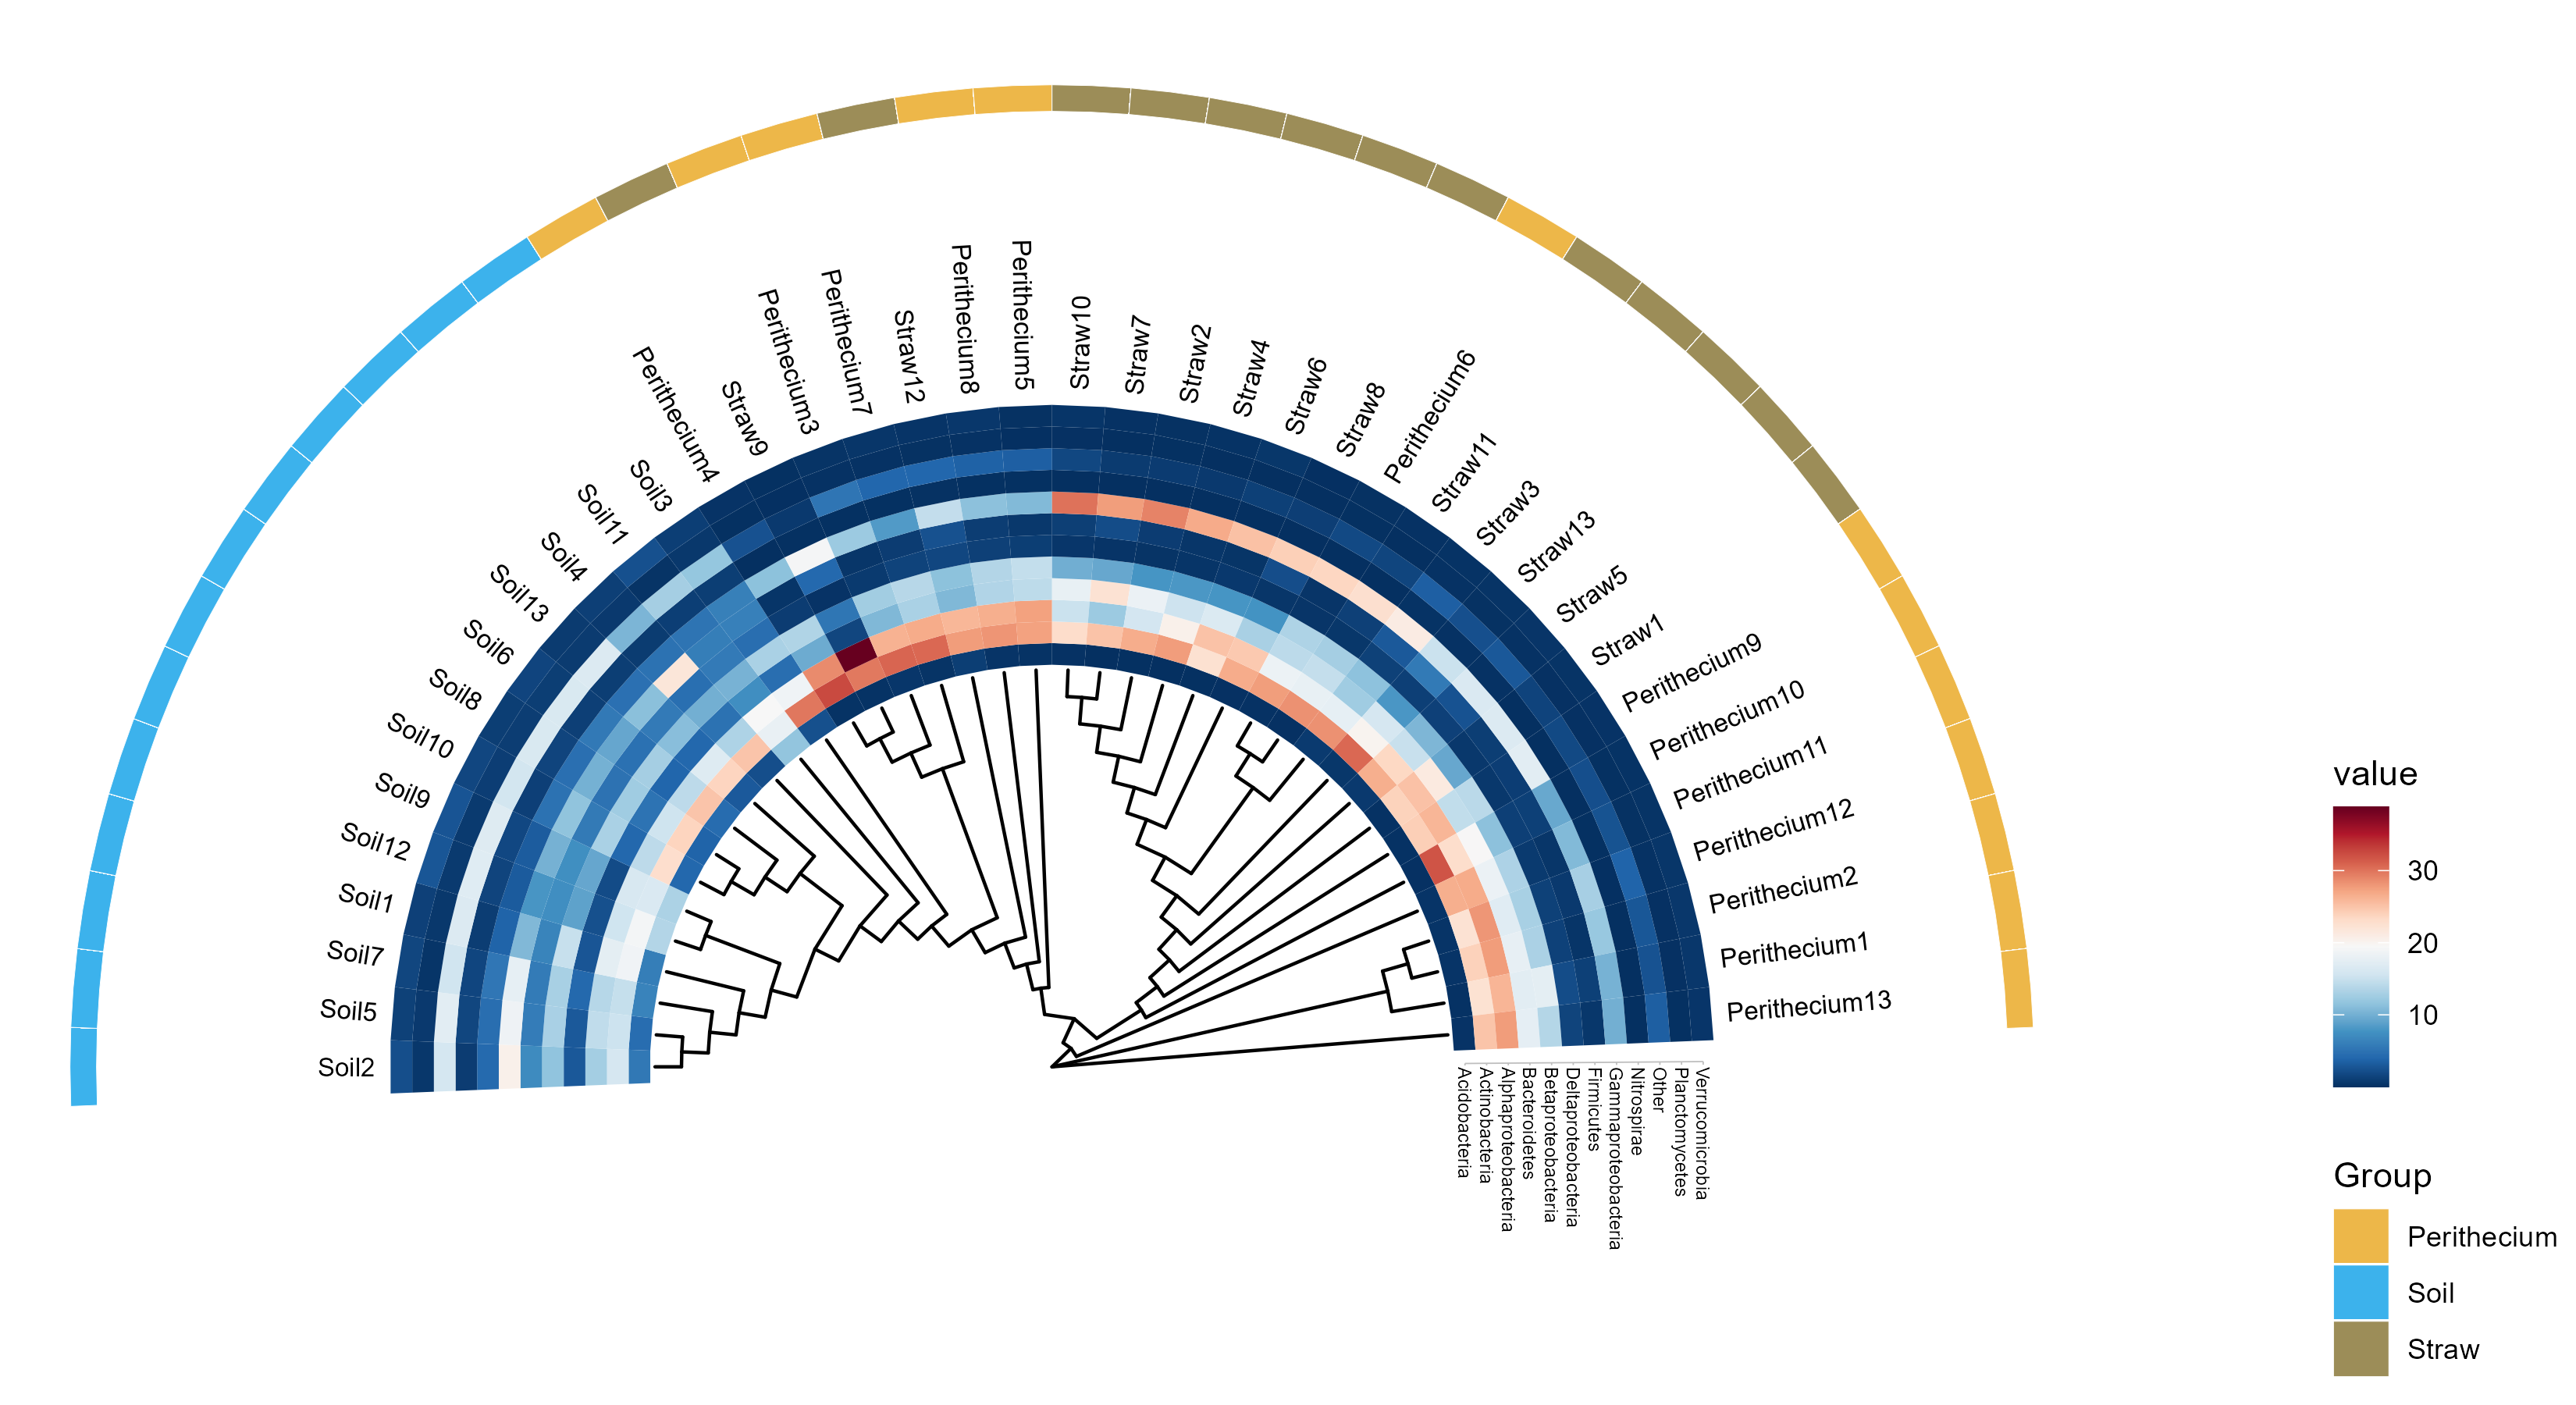 Soil2
Soil5
Soil7
Soil1
Soil12
Soil9
Soil10
Soil8
Soil6
Soil13
Soil4
Soil11
Soil3
Perithecium4
Straw9
Perithecium3
Perithecium7
Straw12
Perithecium8
Perithecium5
Straw10
Straw7
Straw2
Straw4
Straw6
Straw8
Perithecium6
Straw11
Straw3
Straw13
Straw5
Straw1
Perithecium9
Perithecium10
Perithecium11
Perithecium12
Perithecium2
Perithecium1
Perithecium13
Acidobacteria
Actinobacteria
Alphaproteobacteria
Bacteroidetes
Betaproteobacteria
Deltaproteobacteria
Firmicutes
Gammaproteobacteria
Nitrospirae
Other
Planctomycetes
Verrucomicrobia
value
30
20
10
Group
Perithecium
Soil
Straw